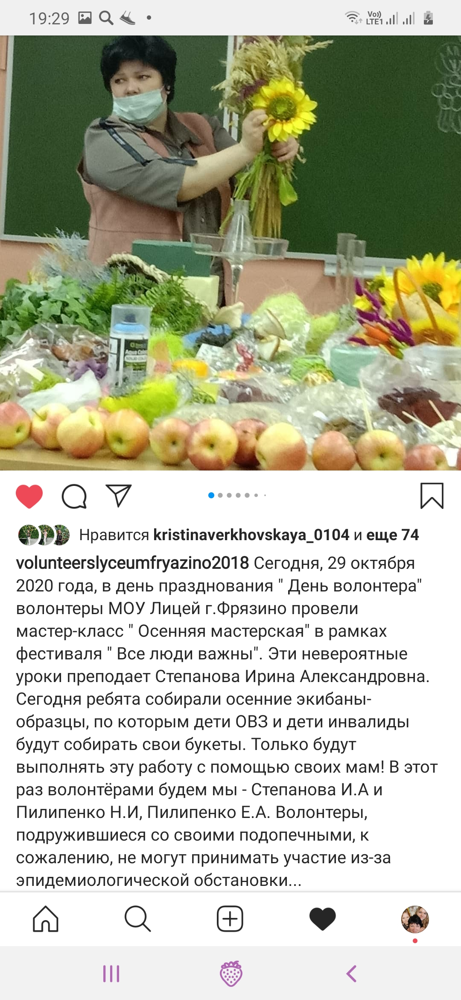 19:29
Vo))
LTE1
Aqua Color
Нравится kristinaverkhovskaya_0104 и еще 74
volunteerslyceumfryazino2018 Сегодня, 29 октября
2020 года, в день празднования " День волонтера"
волонтеры МОУ Лицей г.Фрязино провели
мастер-класс " Осенняя мастерская" в рамках
фестиваля " Все люди важны". Эти невероятные
уроки преподает Степанова Ирина Александровна.
Сегодня ребята собирали осенние экибаны-
образцы, по которым дети ОВЗ и дети инвалиды
будут собирать свои букеты. Только будут
выполнять эту работу с помощью своих мам! В этот
раз волонтёрами будем мы - Степанова И.А и
Пилипенко Н.И, Пилипенко Е.А. Волонтеры,
подружившиеся со своими подопечными, к
сожалению, не могут принимать участие из-за
эпидемиологической обстановки...